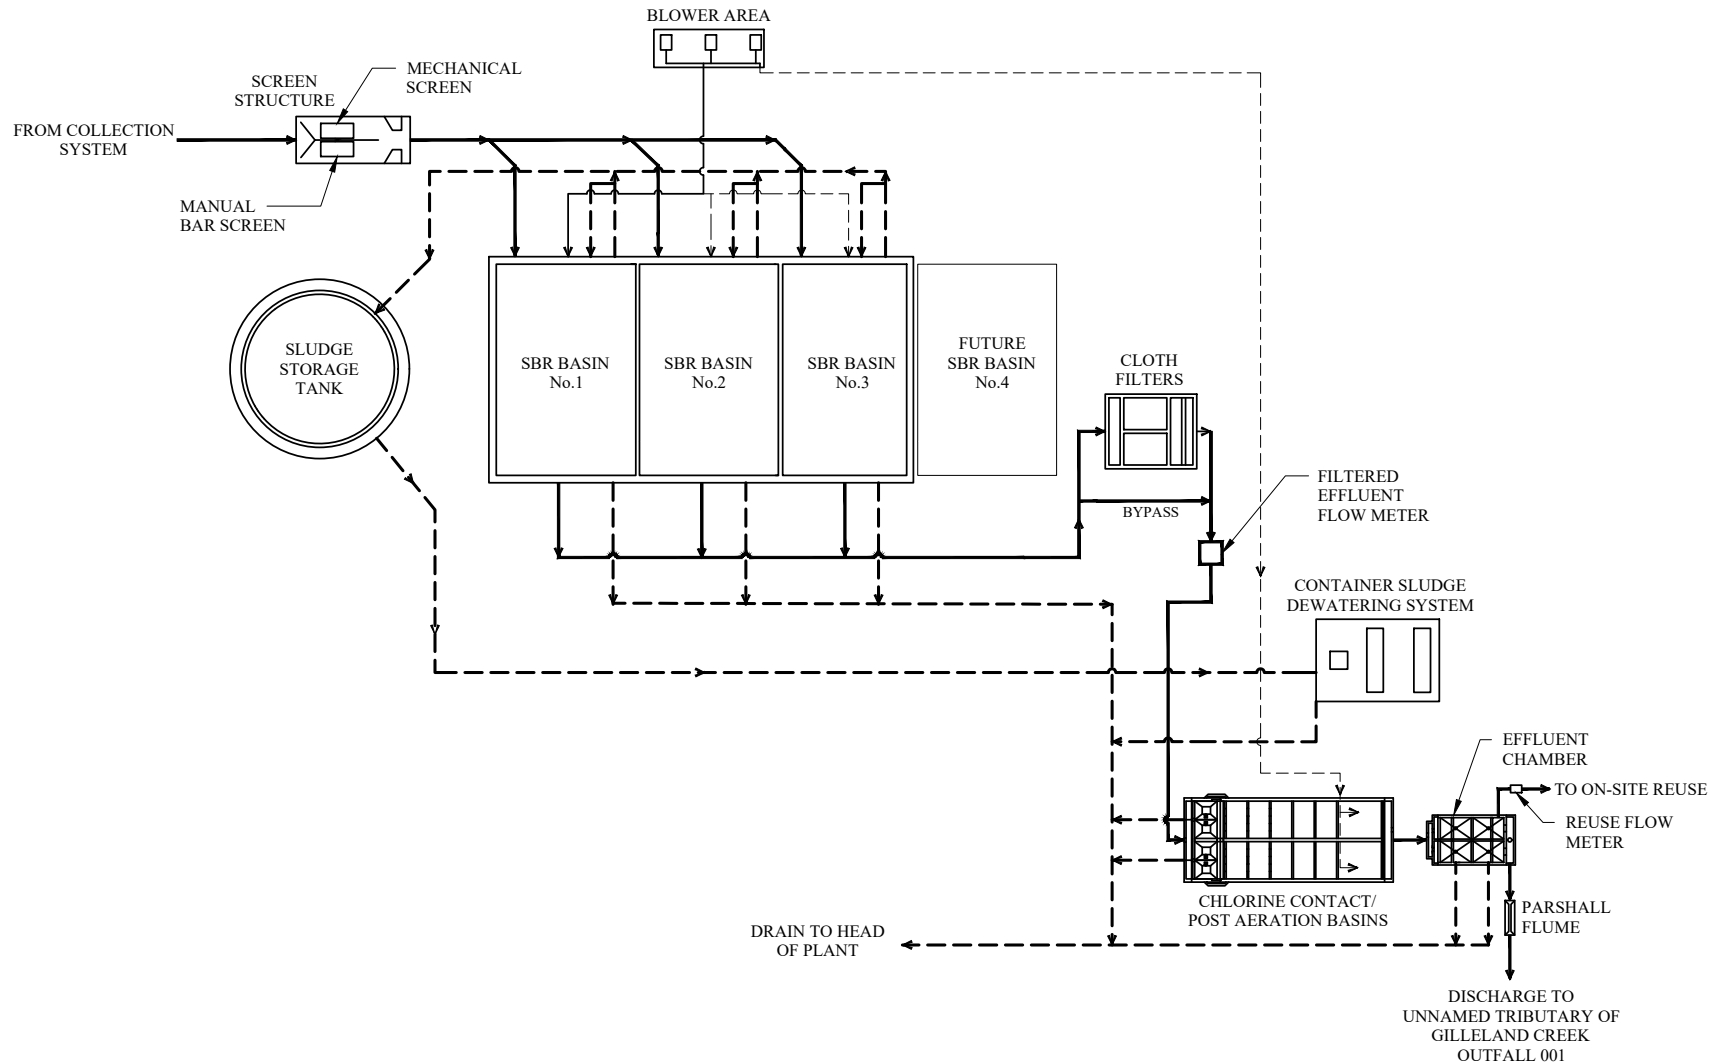 BLOWER AREA
MECHANICAL
SCREEN
SCREEN
STRUCTURE
FROM COLLECTION
SYSTEM
MANUAL
BAR SCREEN
SLUDGE
STORAGE
TANK
SBR BASIN
No.1
SBR BASIN
No.2
SBR BASIN
No.3
FUTURE
SBR BASIN
No.4
CLOTH
FILTERS
BYPASS
FILTERED
EFFLUENT
FLOW METER
CONTAINER SLUDGE
DEWATERING SYSTEM
EFFLUENT
CHAMBER
TO ON-SITE REUSE
REUSE FLOW
METER
CHLORINE CONTACT/
POST AERATION BASINS
PARSHALL
FLUME
DRAIN TO HEAD
OF PLANT
DISCHARGE TO
UNNAMED TRIBUTARY OF
GILLELAND CREEK
OUTFALL 001